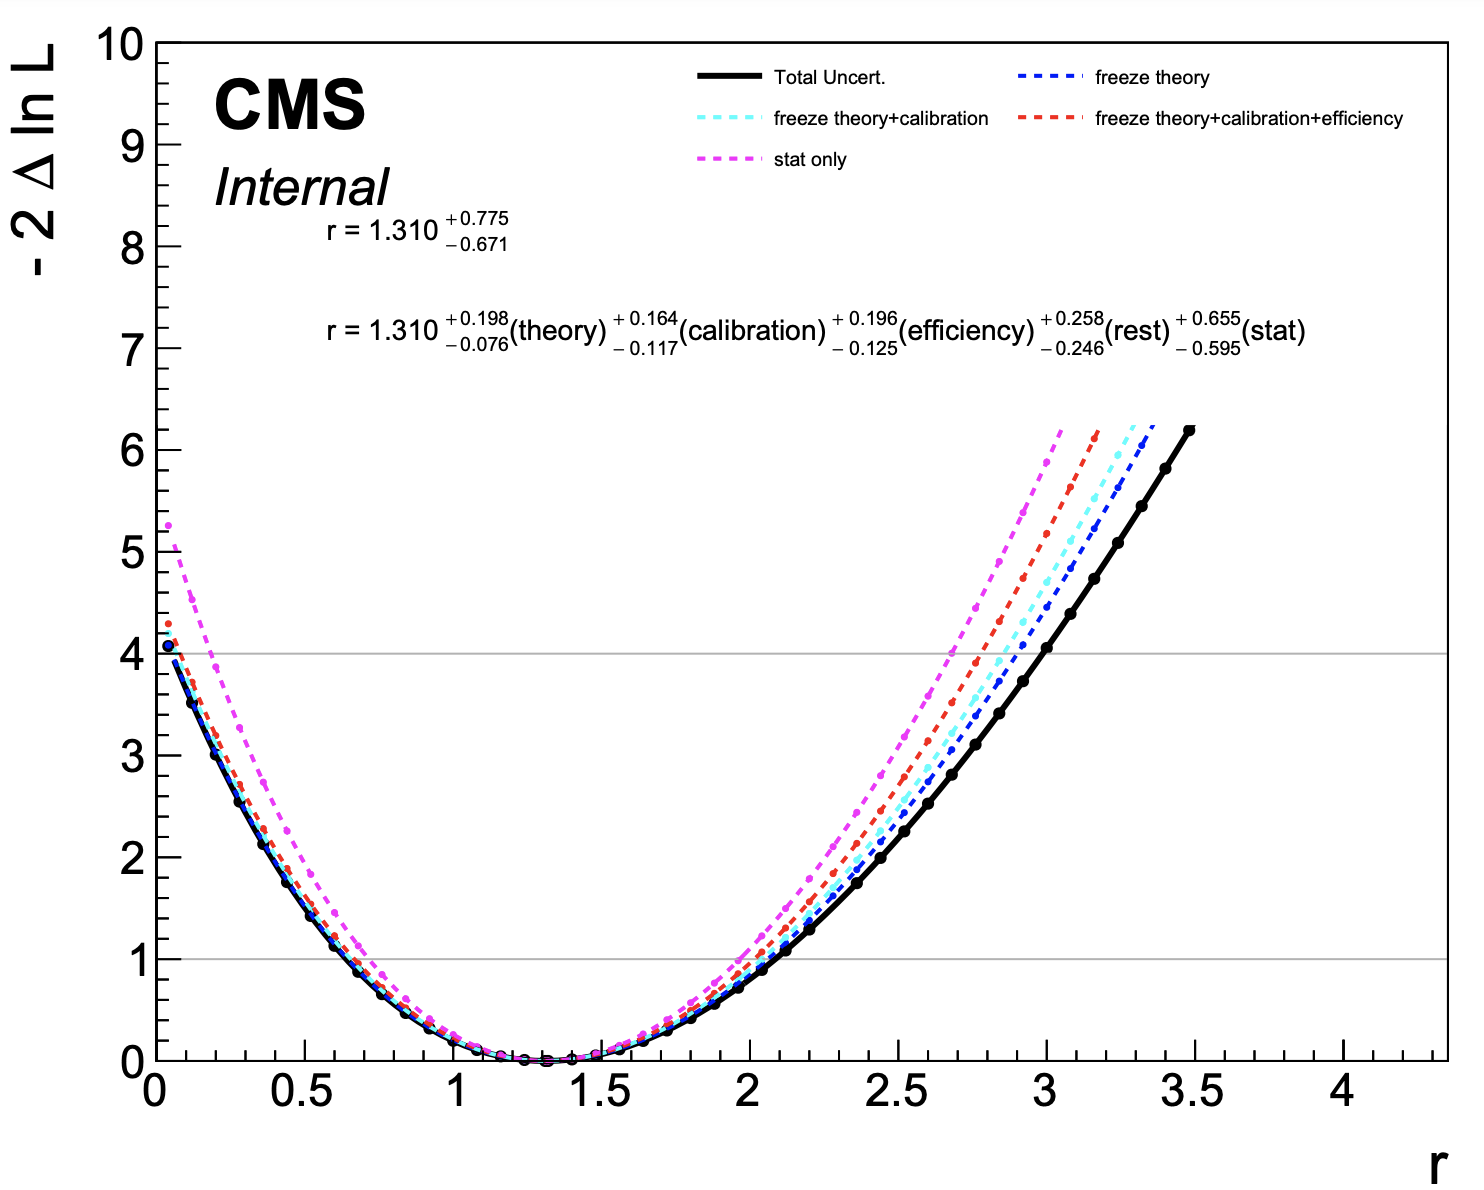 - 2 Δ ln L
10
9
8
7
6
5
4
3
2
1
0
CMS
Internal
Total Uncert.
freeze theory
freeze theory+calibration
freeze theory+calibration+efficiency
stat only
r = 1.310 +0.775 −0.671
r = 1.310 +0.198 −0.076 (theory) +0.164 −0.117 (calibration) +0.196 −0.125 (efficiency) +0.258 −0.246 (rest) +0.655 −0.595 (stat)
0 0.5 1 1.5 2 2.5 3 3.5 4
r